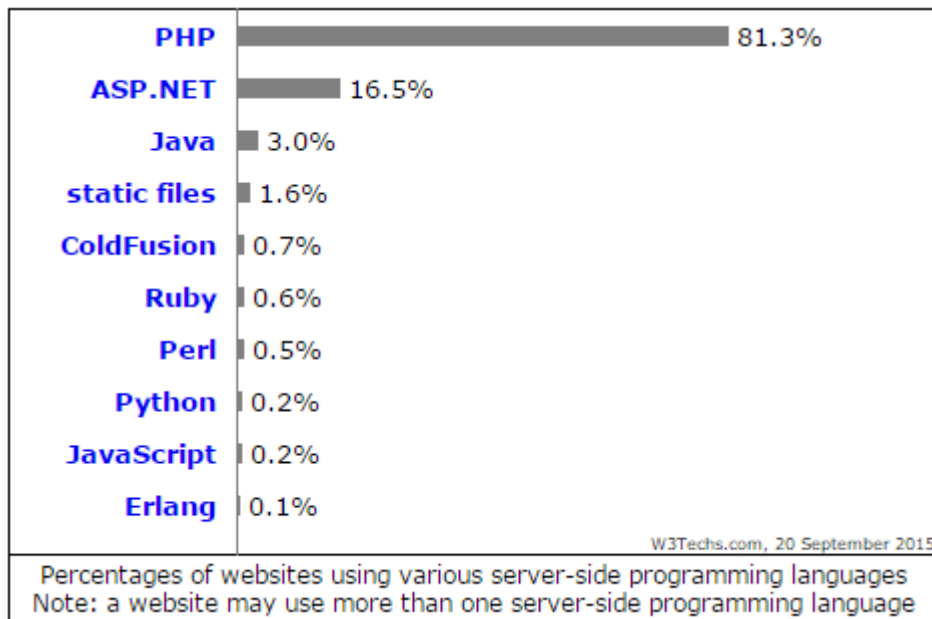 PHP 81.3%
ASP.NET 16.5%
Java 3.0%
static files 1.6%
ColdFusion 0.7%
Ruby 0.6%
Perl 0.5%
Python 0.2%
JavaScript 0.2%
Erlang 0.1%
W3Techs.com, 20 September 2015
Percentages of websites using various server-side programming languages
Note: a website may use more than one server-side programming language